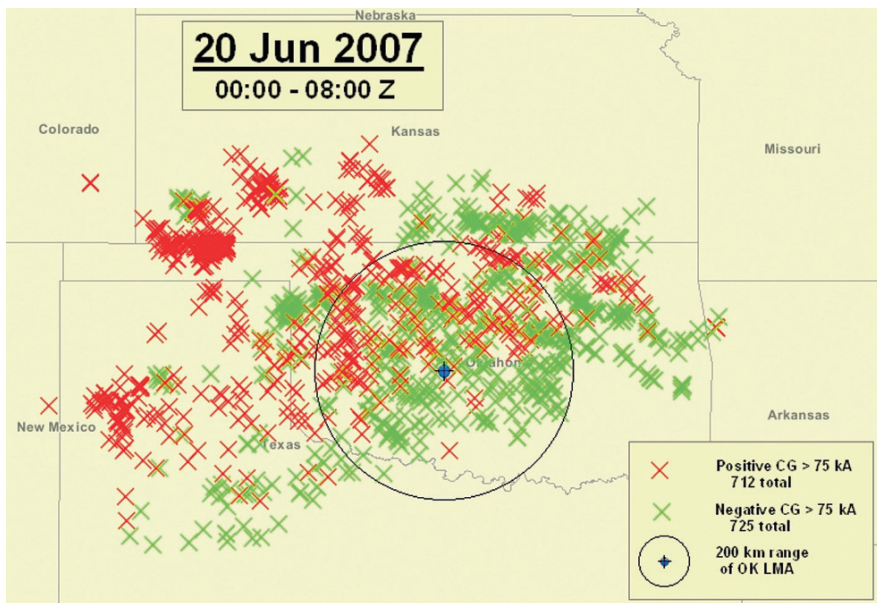 Nebraska
20 Jun 2007
00:00 - 08:00 Z
Colorado
Kansas
Missouri
Oklahom
New Mexico
Texas
Arkansas
Positive CG > 75 kA
712 total
Negative CG > 75 kA
725 total
200 km range
of OK LMA